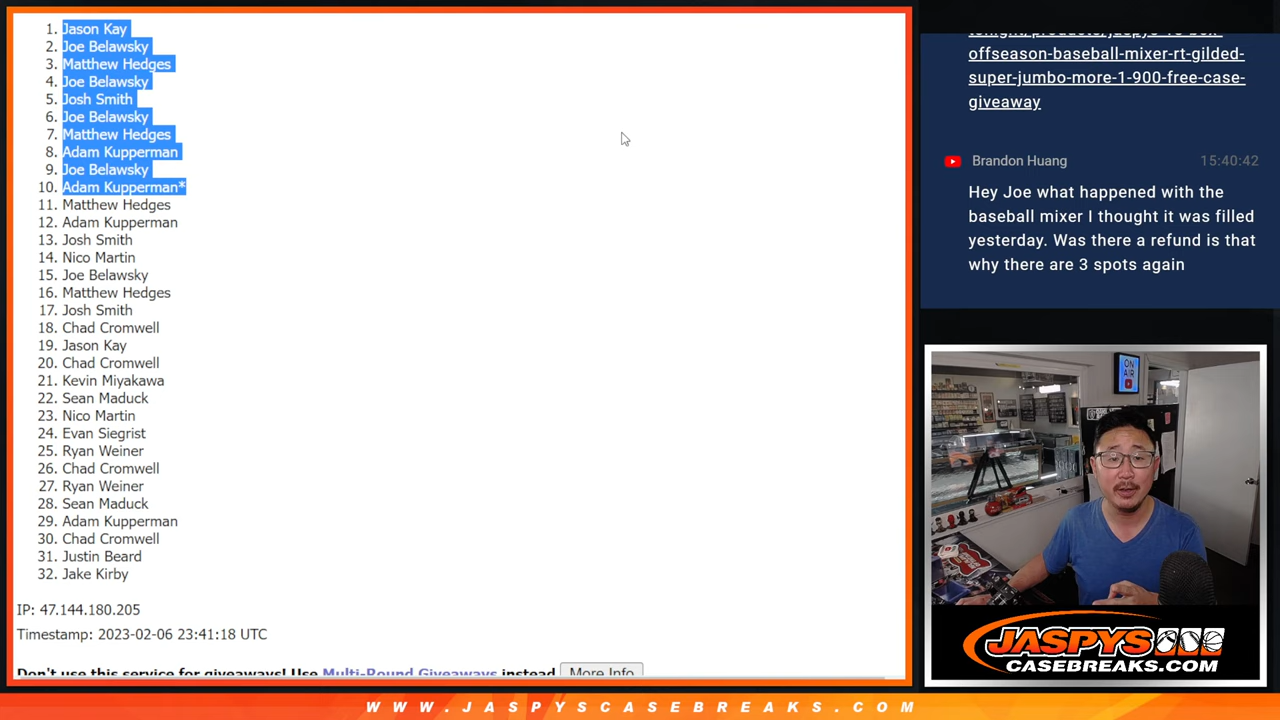 1. Jason Kay
2. Joe Belawsky
3. Matthew Hedges
4. Joe Belawsky
5. Josh Smith
6. Joe Belawsky
7. Matthew Hedges
8. Adam Kupperman
9. Joe Belawsky
10. Adam Kupperman*
11. Matthew Hedges
12. Adam Kupperman
13. Josh Smith
14. Nico Martin
15. Joe Belawsky
16. Matthew Hedges
17. Josh Smith
18. Chad Cromwell
19. Jason Kay
20. Chad Cromwell
21. Kevin Miyakawa
22. Sean Maduck
23. Nico Martin
24. Evan Siegrist
25. Ryan Weiner
26. Chad Cromwell
27. Ryan Weiner
28. Sean Maduck
29. Adam Kupperman
30. Chad Cromwell
31. Justin Beard
32. Jake Kirby
IP: 47.144.180.205
Timestamp: 2023-02-06 23:41:18 UTC
Don't use this service for giveaways! Use Multi-Round Giveaways instead More Info
tonight/products/jaspys-18-box-
offseason-baseball-mixer-rt-gilded-
super-jumbo-more-1-900-free-case-
giveaway
Brandon Huang 15:40:42
Hey Joe what happened with the
baseball mixer I thought it was filled
yesterday. Was there a refund is that
why there are 3 spots again
ON
AIR
JASPYS
CASEBREAKS.COM
WWW.JASPYSCASEBREAKS.COM